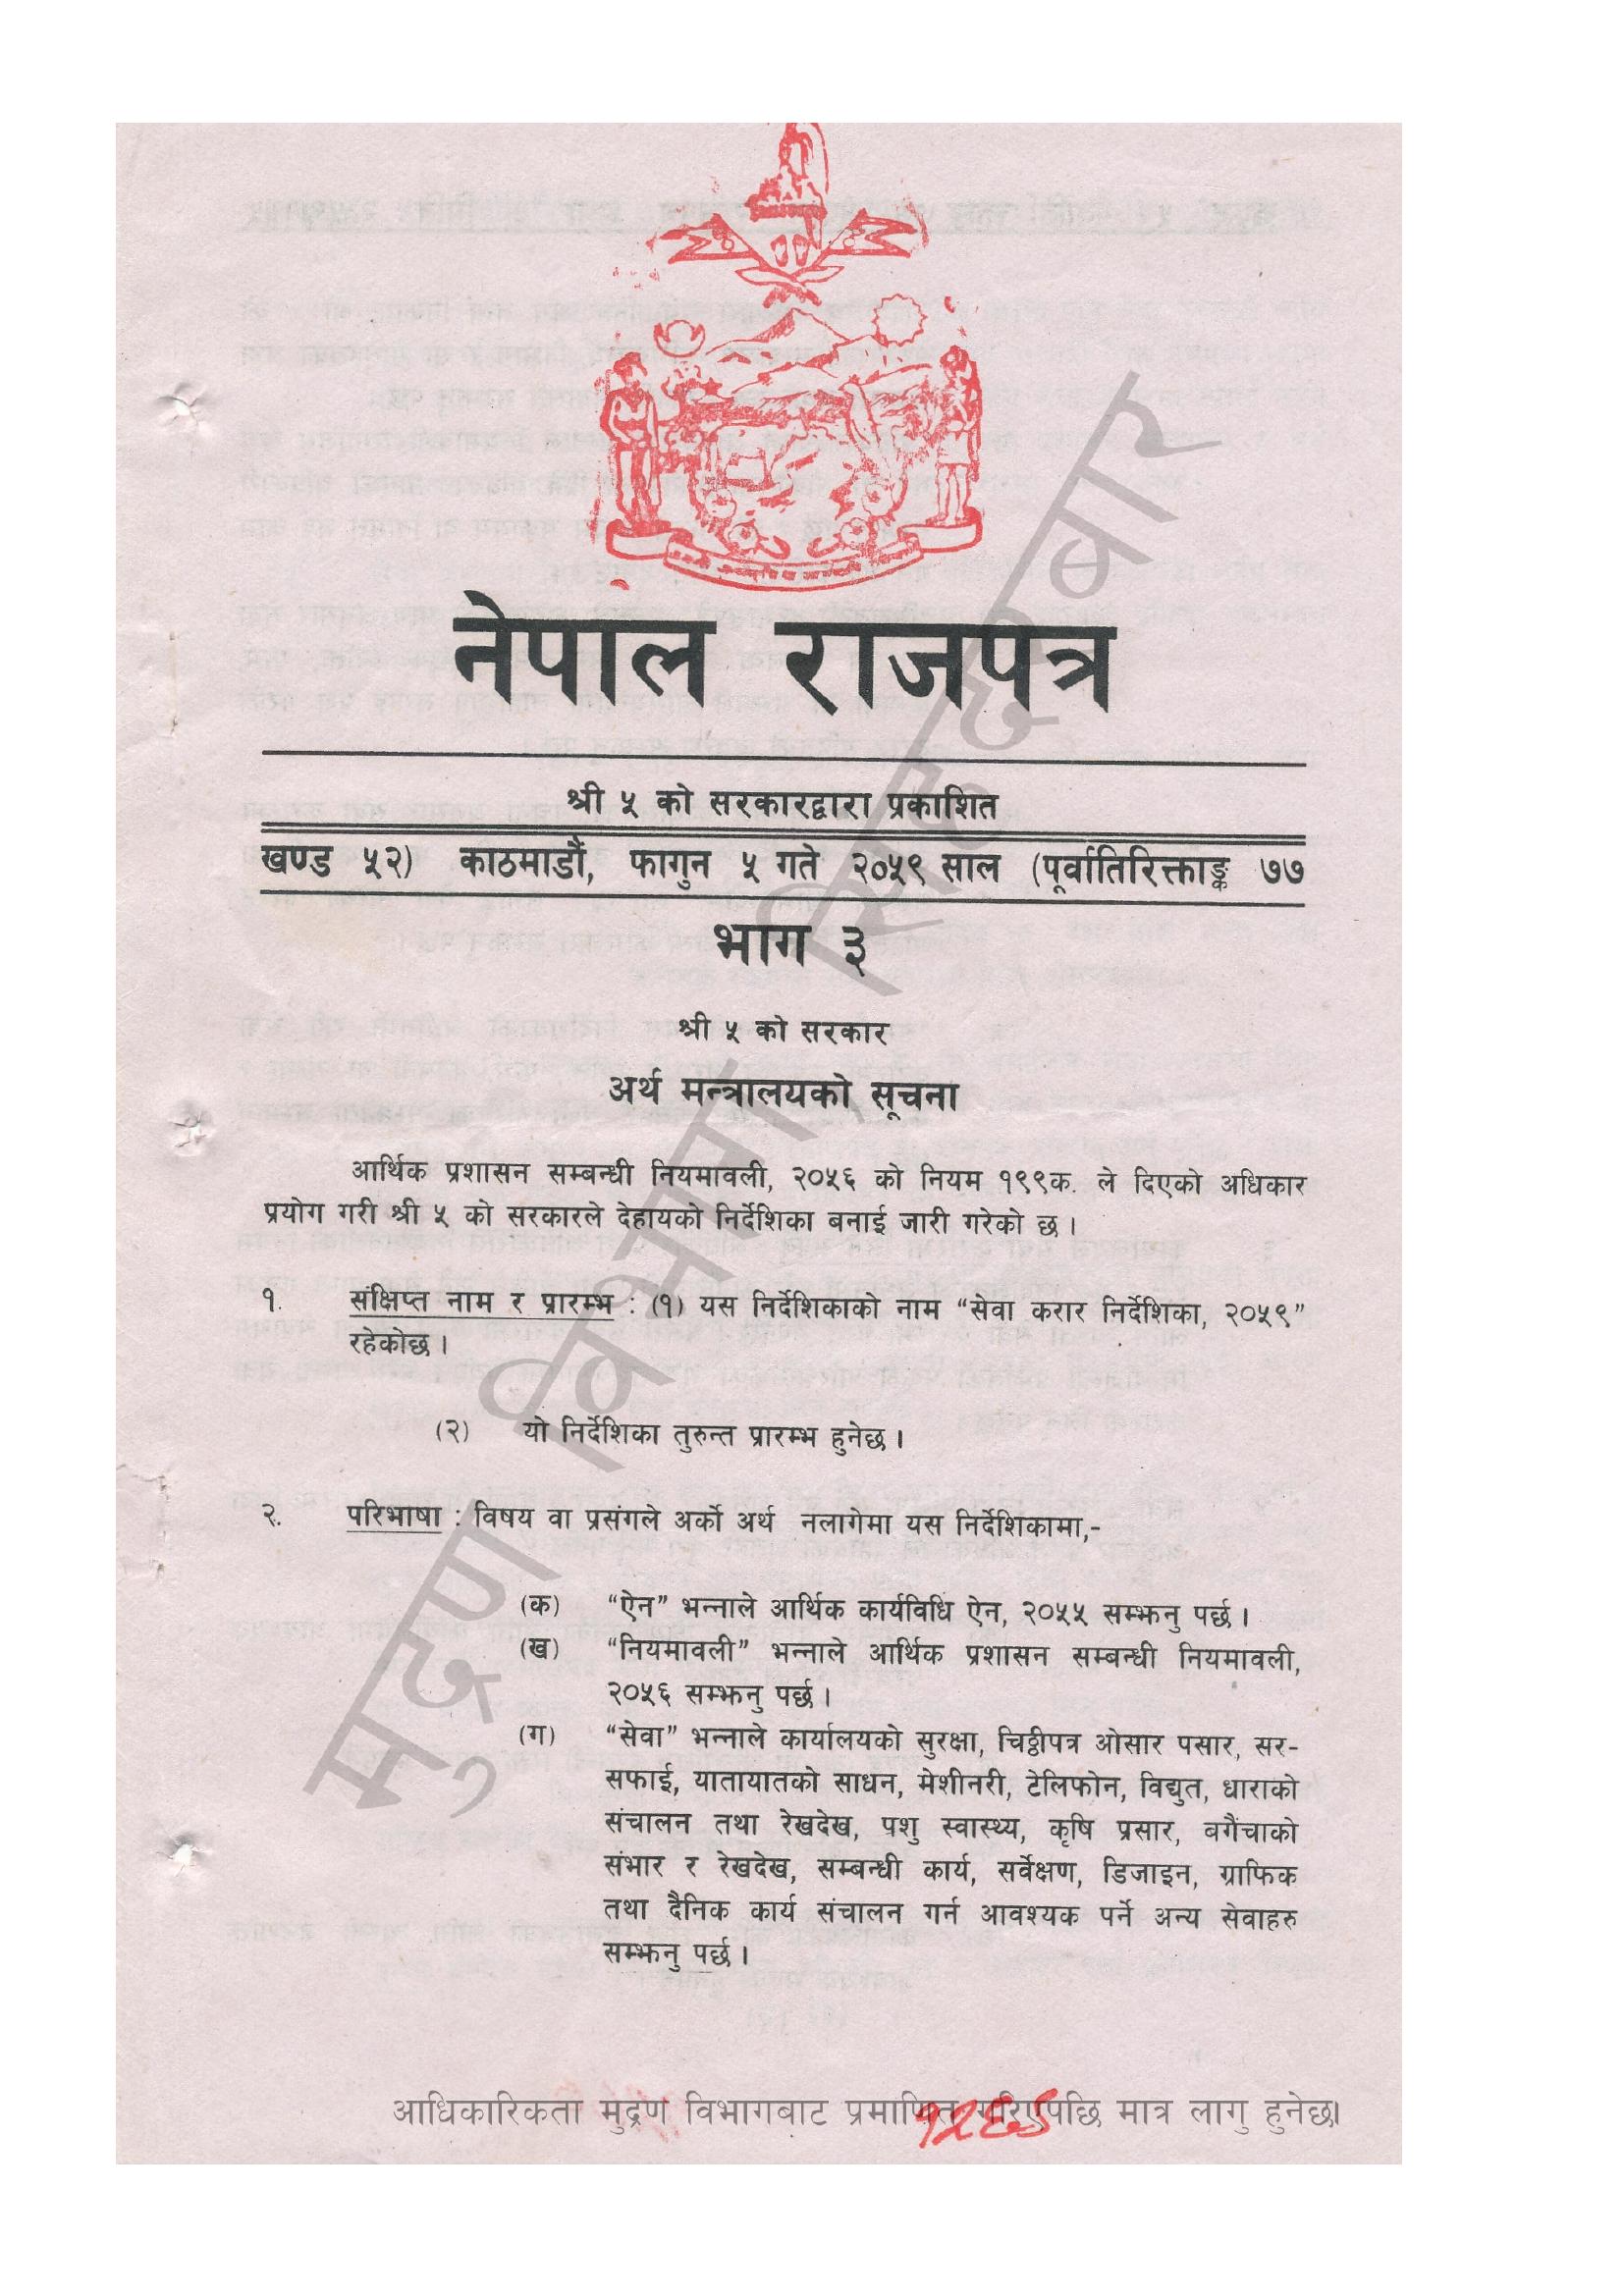 नेपाल राजपत्र
श्री ५ को सरकारद्वारा प्रकाशित
खण्ड ५२) काठमाडौं, फागुन ५ गते २०५९ साल (पूर्वातिरिक्ताङ्क ७७
भाग ३
श्री ५ को सरकार
अर्थ मन्त्रालयको सूचना
आर्थिक प्रशासन सम्बन्धी नियमावली, २०५६ को नियम १९९क. ले दिएको अधिकार
प्रयोग गरी श्री ५ को सरकारले देहायको निर्देशिका बनाई जारी गरेको छ ।
१. संक्षिप्त नाम र प्रारम्भ : (१) यस निर्देशिकाको नाम “सेवा करार निर्देशिका, २०५९”
रहेकोछ ।
(२) यो निर्देशिका तुरुन्त प्रारम्भ हुनेछ ।
२. परिभाषा : विषय वा प्रसंगले अर्को अर्थ नलागेमा यस निर्देशिकामा,-
(क) “ऐन” भन्नाले आर्थिक कार्यविधि ऐन, २०५५ सम्झनु पर्छ ।
(ख) “नियमावली” भन्नाले आर्थिक प्रशासन सम्बन्धी नियमावली,
२०५६ सम्झनु पर्छ ।
(ग) “सेवा” भन्नाले कार्यालयको सुरक्षा, चिठ्ठीपत्र ओसार पसार, सर-
सफाई, यातायातको साधन, मेशीनरी, टेलिफोन, विद्युत, धाराको
संचालन तथा रेखदेख, पशु स्वास्थ्य, कृषि प्रसार, बगैंचाको
संभार र रेखदेख, सम्बन्धी कार्य, सर्वेक्षण, डिजाइन, ग्राफिक
तथा दैनिक कार्य संचालन गर्न आवश्यक पर्ने अन्य सेवाहरु
सम्झनु पर्छ ।
मुद्रण विभाग सिंहदरबार
आधिकारिकता मुद्रण विभागबाट प्रमाणित गरिएपछि मात्र लागु हुनेछ।